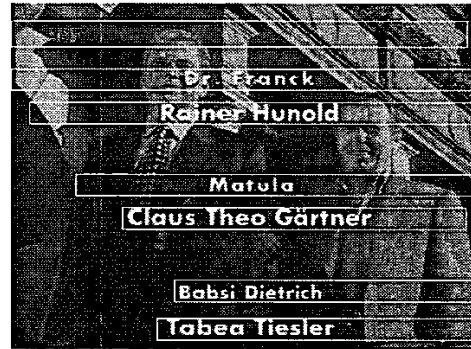 Dr. Franck
Rainer Hunold
Matula
Claus Theo Gärtner
Babsi Dietrich
Tabea Tiesler